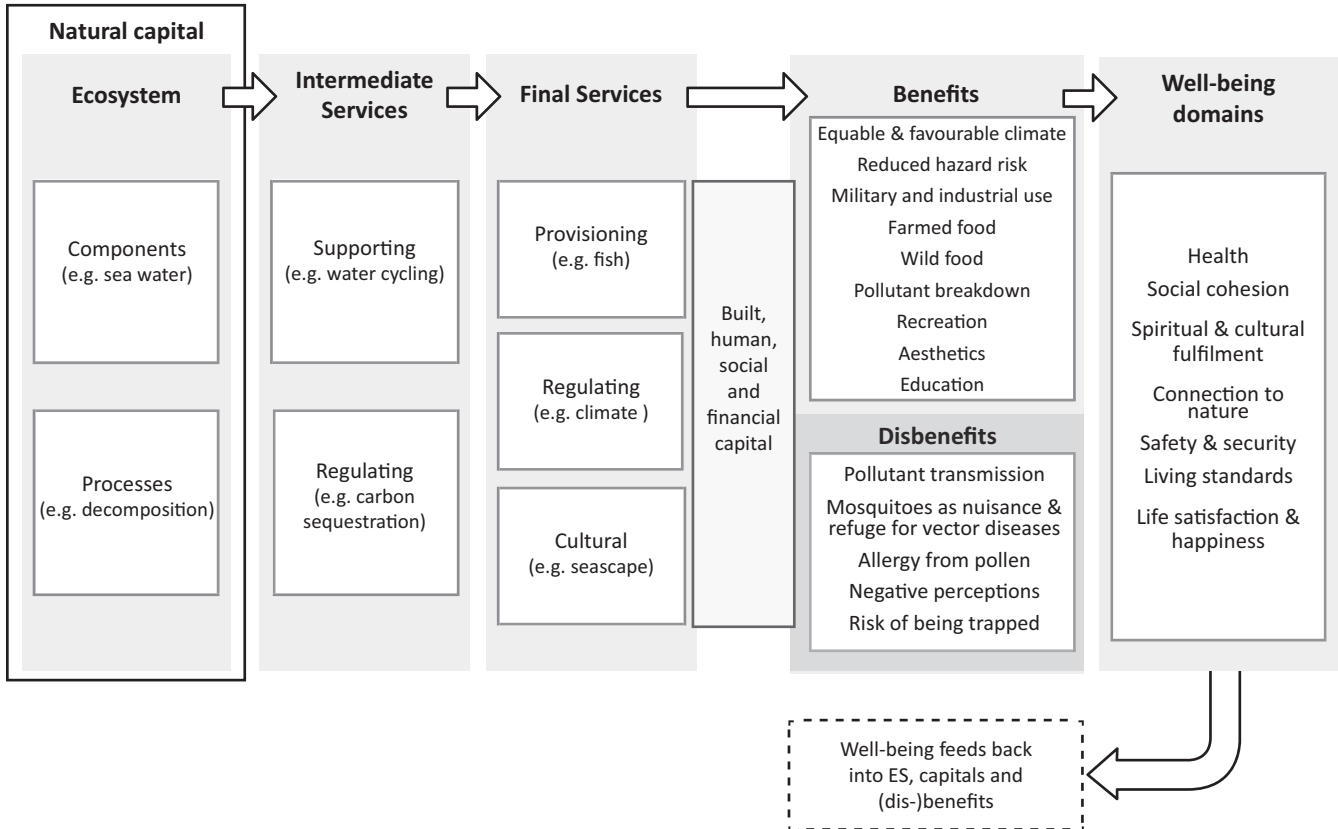 Natural capital
Ecosystem
Components
(e.g. sea water)
Processes
(e.g. decomposition)
Intermediate
Services
Supporting
(e.g. water cycling)
Regulating
(e.g. carbon
sequestration)
Final Services
Provisioning
(e.g. fish)
Regulating
(e.g. climate )
Cultural
(e.g. seascape)
Built,
human,
social
and
financial
capital
Benefits
Equable & favourable climate
Reduced hazard risk
Military and industrial use
Farmed food
Wild food
Pollutant breakdown
Recreation
Aesthetics
Education
Disbenefits
Pollutant transmission
Mosquitoes as nuisance &
refuge for vector diseases
Allergy from pollen
Negative perceptions
Risk of being trapped
Well-being
domains
Health
Social cohesion
Spiritual & cultural
fulfilment
Connection to
nature
Safety & security
Living standards
Life satisfaction &
happiness
Well-being feeds back
into ES, capitals and
(dis-)benefits